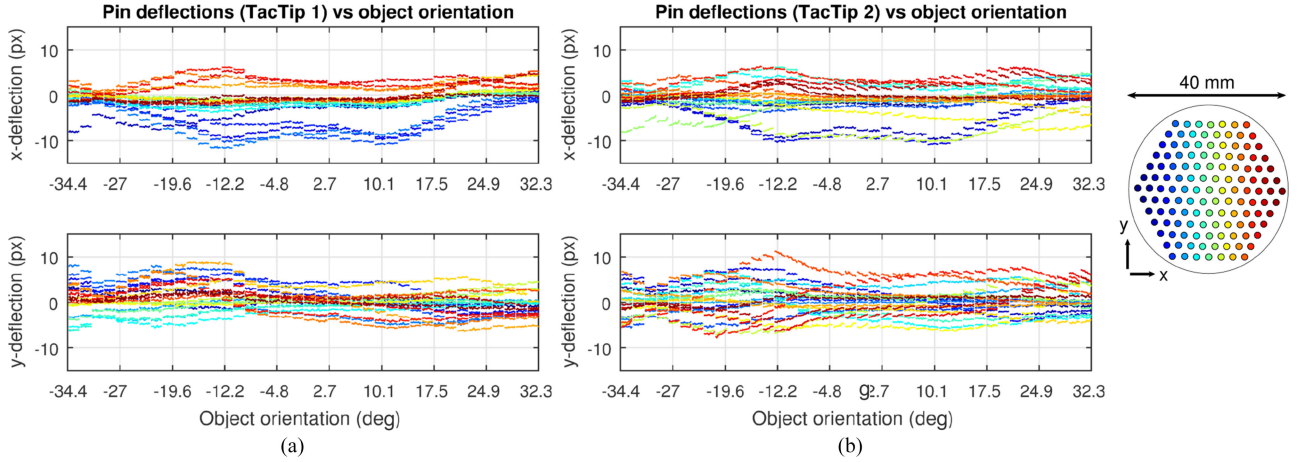 Pin deflections (TacTip 1) vs object orientation
x-deflection (px)
10
0
-10
-34.4 -27 -19.6 -12.2 -4.8 2.7 10.1 17.5 24.9 32.3
y-deflection (px)
10
0
-10
-34.4 -27 -19.6 -12.2 -4.8 2.7 10.1 17.5 24.9 32.3
Object orientation (deg)
(a)
Pin deflections (TacTip 2) vs object orientation
x-deflection (px)
10
0
-10
-34.4 -27 -19.6 -12.2 -4.8 2.7 10.1 17.5 24.9 32.3
y-deflection (px)
10
0
-10
-34.4 -27 -19.6 -12.2 -4.8 g2.7 10.1 17.5 24.9 32.3
Object orientation (deg)
(b)
40 mm
y
x